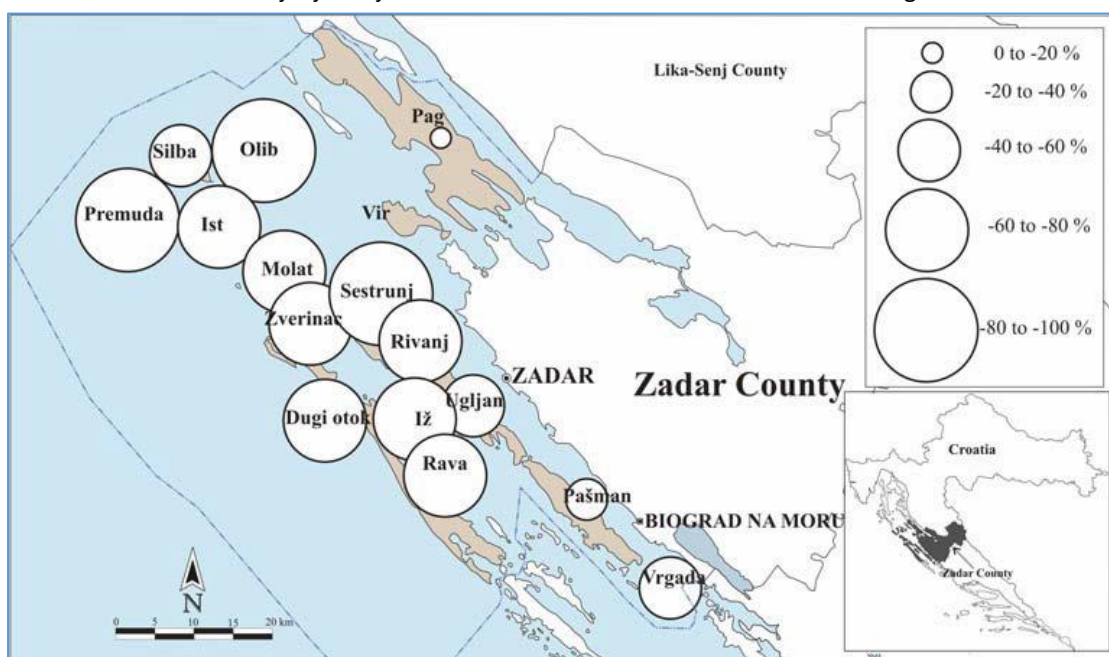 0 to -20 %
-20 to -40 %
-40 to -60 %
-60 to -80 %
-80 to -100 %
Lika-Senj County
Pag
Silba
Olib
Premuda
Ist
Vir
Molat
Sestrunj
Zverinac
Rivanj
ZADAR
Zadar County
Dugi otok
Iž
Ugljan
Rava
Pašman
BIOGRAD NA MORU
Vrgada
Croatia
Zadar County
N
0 5 10 15 20 km